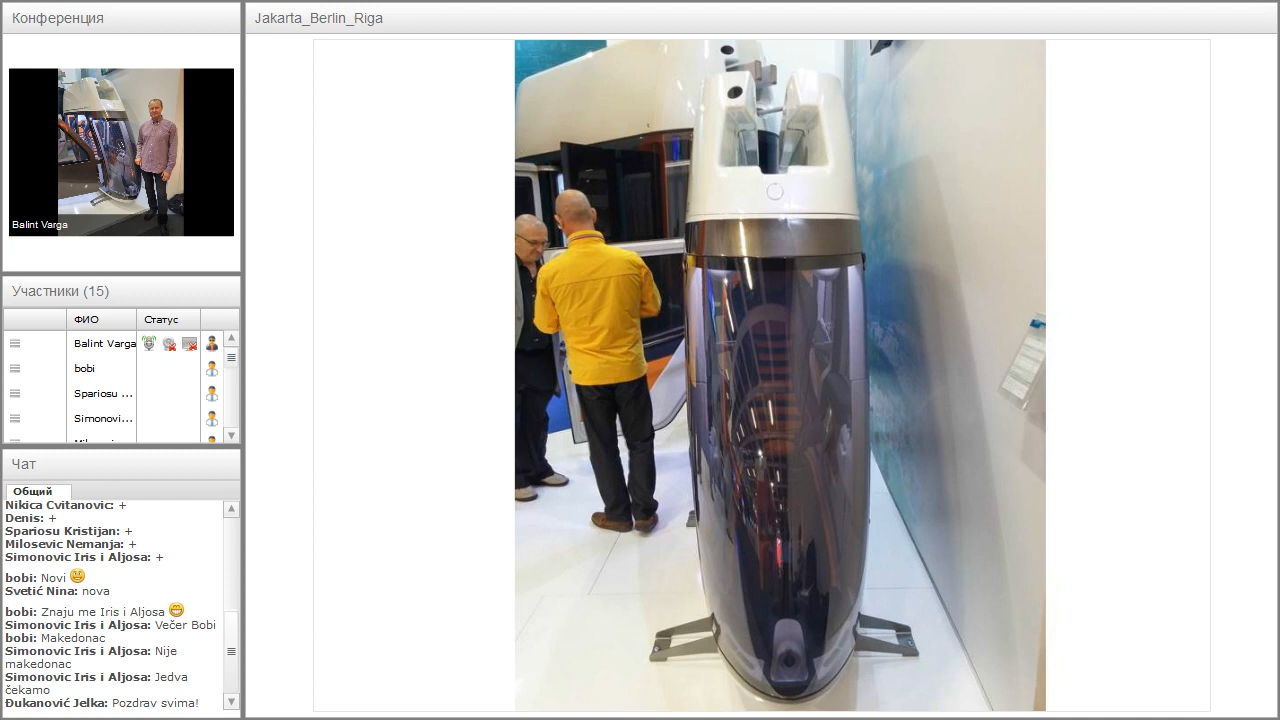 Конференция
Jakarta_Berlin_Riga
Balint Varga
Участники (15)
ФИО Статус
Balint Varga
bobi
Spariosu ...
Simonovi...
Чат
Общий
Nikica Cvitanovic: +
Denis: +
Spariosu Kristijan: +
Milosevic Nemanja: +
Simonovic Iris i Aljosa: +
bobi: Novi
Svetić Nina: nova
bobi: Znaju me Iris i Aljosa
Simonovic Iris i Aljosa: Večer Bobi
bobi: Makedonac
Simonovic Iris i Aljosa: Nije
makedonac
Simonovic Iris i Aljosa: Jedva
čekamo
Đukanović Jelka: Pozdrav svima!